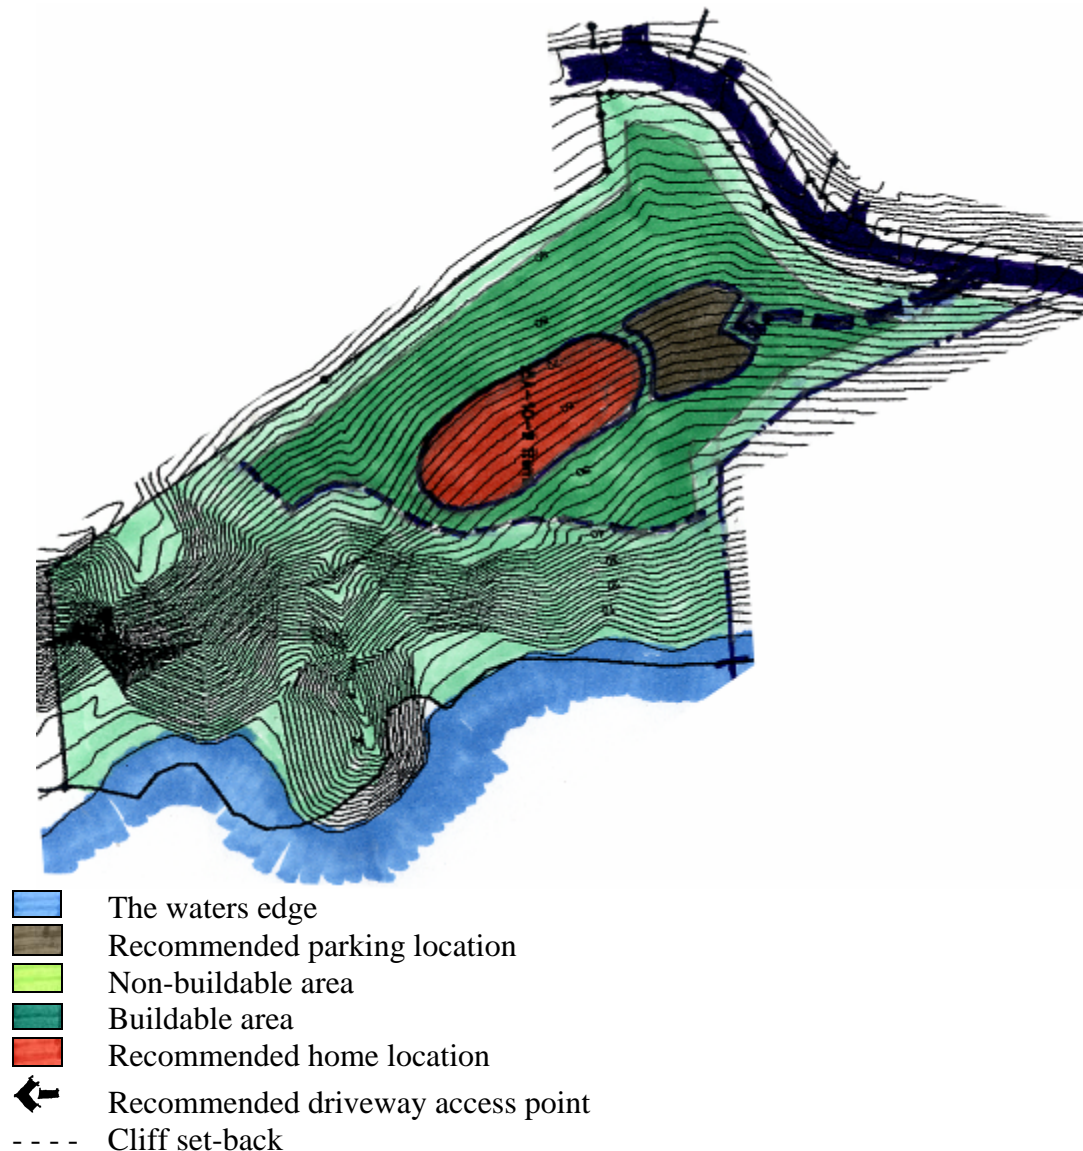 The waters edge
Recommended parking location
Non-buildable area
Buildable area
Recommended home location
Recommended driveway access point
Cliff set-back